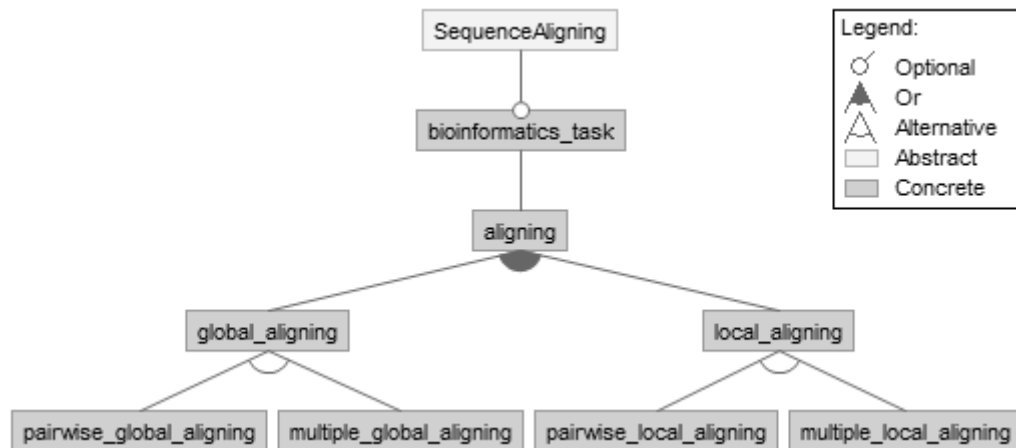 SequenceAligning
Legend:
Optional
Or
Alternative
Abstract
Concrete
bioinformatics_task
aligning
global_aligning
local_aligning
pairwise_global_aligning
multiple_global_aligning
pairwise_local_aligning
multiple_local_aligning